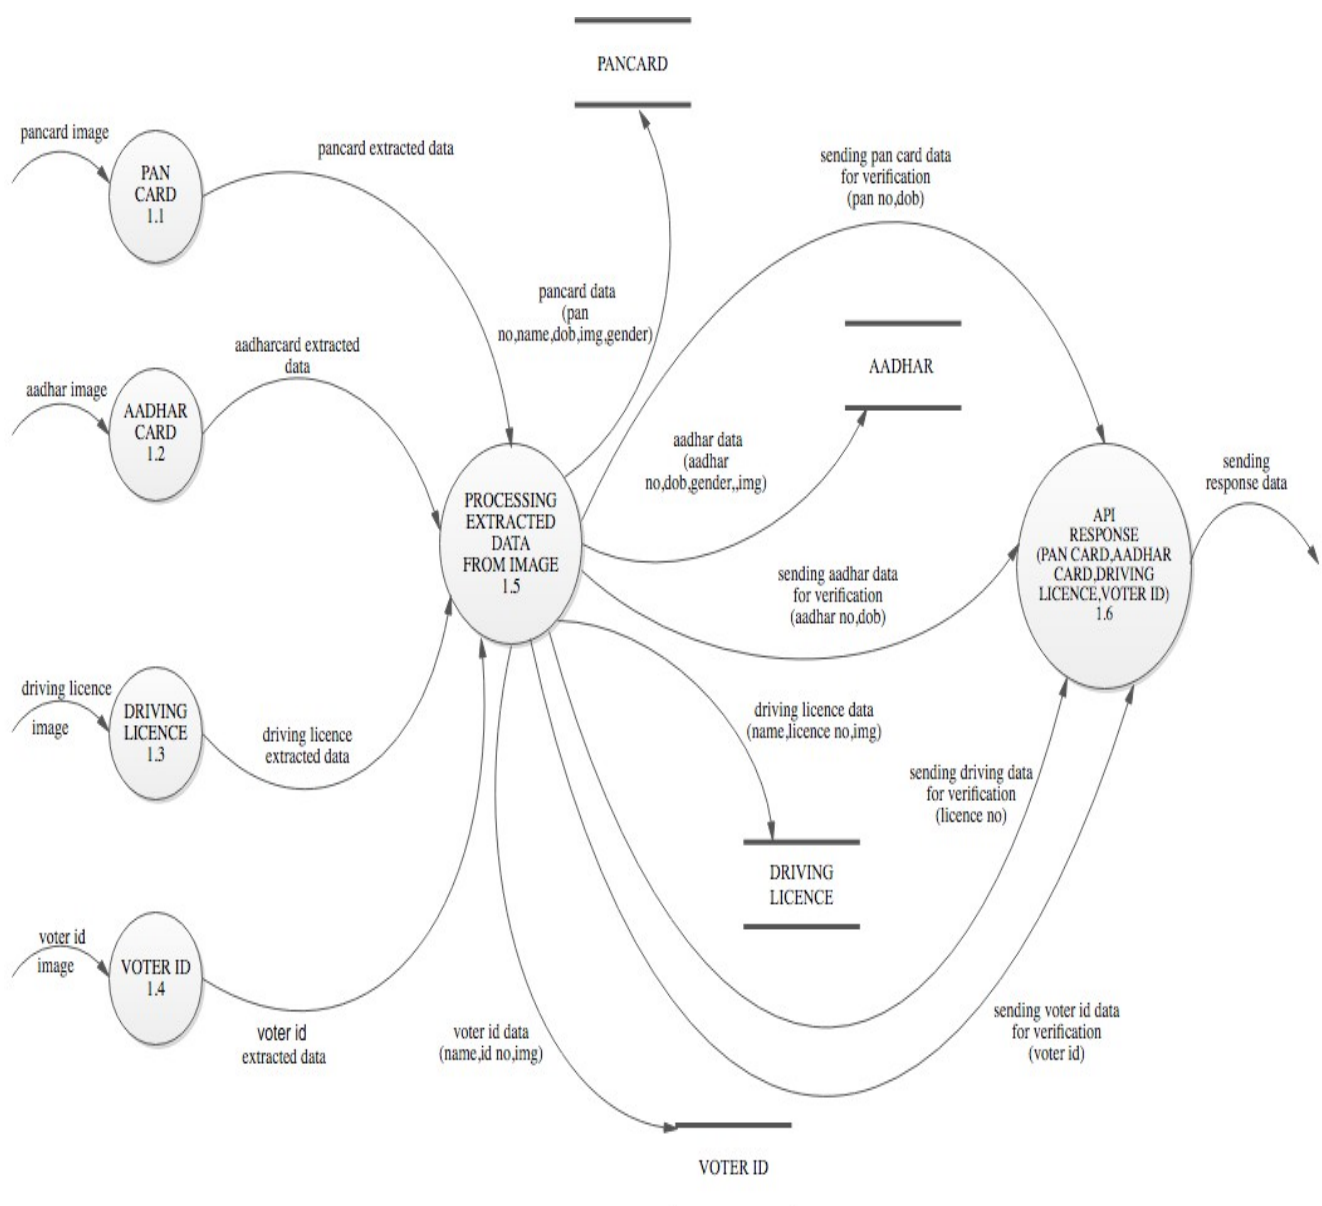 PANCARD
pancard image
PAN
CARD
1.1
pancard extracted data
sending pan card data
for verification
(pan no,dob)
pancard data
(pan
no,name,dob,img,gender)
AADHAR
aadhar image
AADHAR
CARD
1.2
aadharcard extracted
data
aadhar data
(aadhar
no,dob,gender,,img)
PROCESSING
EXTRACTED
DATA
FROM IMAGE
1.5
sending aadhar data
for verification
(aadhar no,dob)
API
RESPONSE
(PAN CARD,AADHAR
CARD,DRIVING
LICENCE,VOTER ID)
1.6
sending
response data
driving licence
image
DRIVING
LICENCE
1.3
driving licence
extracted data
driving licence data
(name,licence no,img)
sending driving data
for verification
(licence no)
DRIVING
LICENCE
voter id
image
VOTER ID
1.4
voter id
extracted data
voter id data
(name,id no,img)
sending voter id data
for verification
(voter id)
VOTER ID